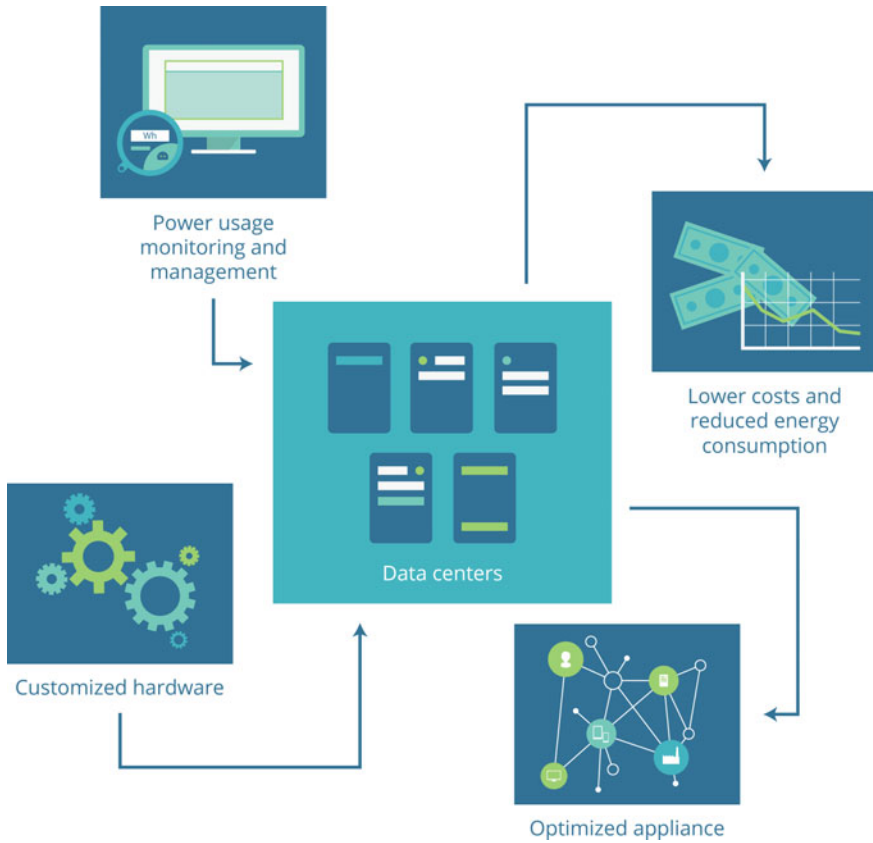 Wh
Power usage
monitoring and
management
Lower costs and
reduced energy
consumption
Data centers
Customized hardware
Optimized appliance